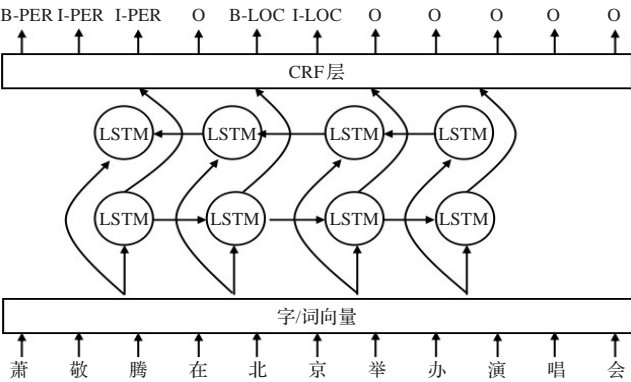 B-PER I-PER I-PER O B-LOC I-LOC O O O O O
CRF层
LSTM LSTM LSTM LSTM
LSTM LSTM LSTM LSTM
字/词向量
萧 敬 腾 在 北 京 举 办 演 唱 会